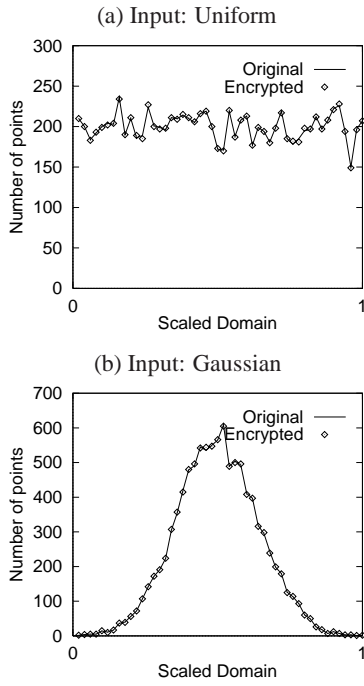 (a) Input: Uniform
300
250
200
150
100
50
0
Number of points
Original
Encrypted
0
1
Scaled Domain
(b) Input: Gaussian
700
600
500
400
300
200
100
0
Number of points
Original
Encrypted
0
1
Scaled Domain